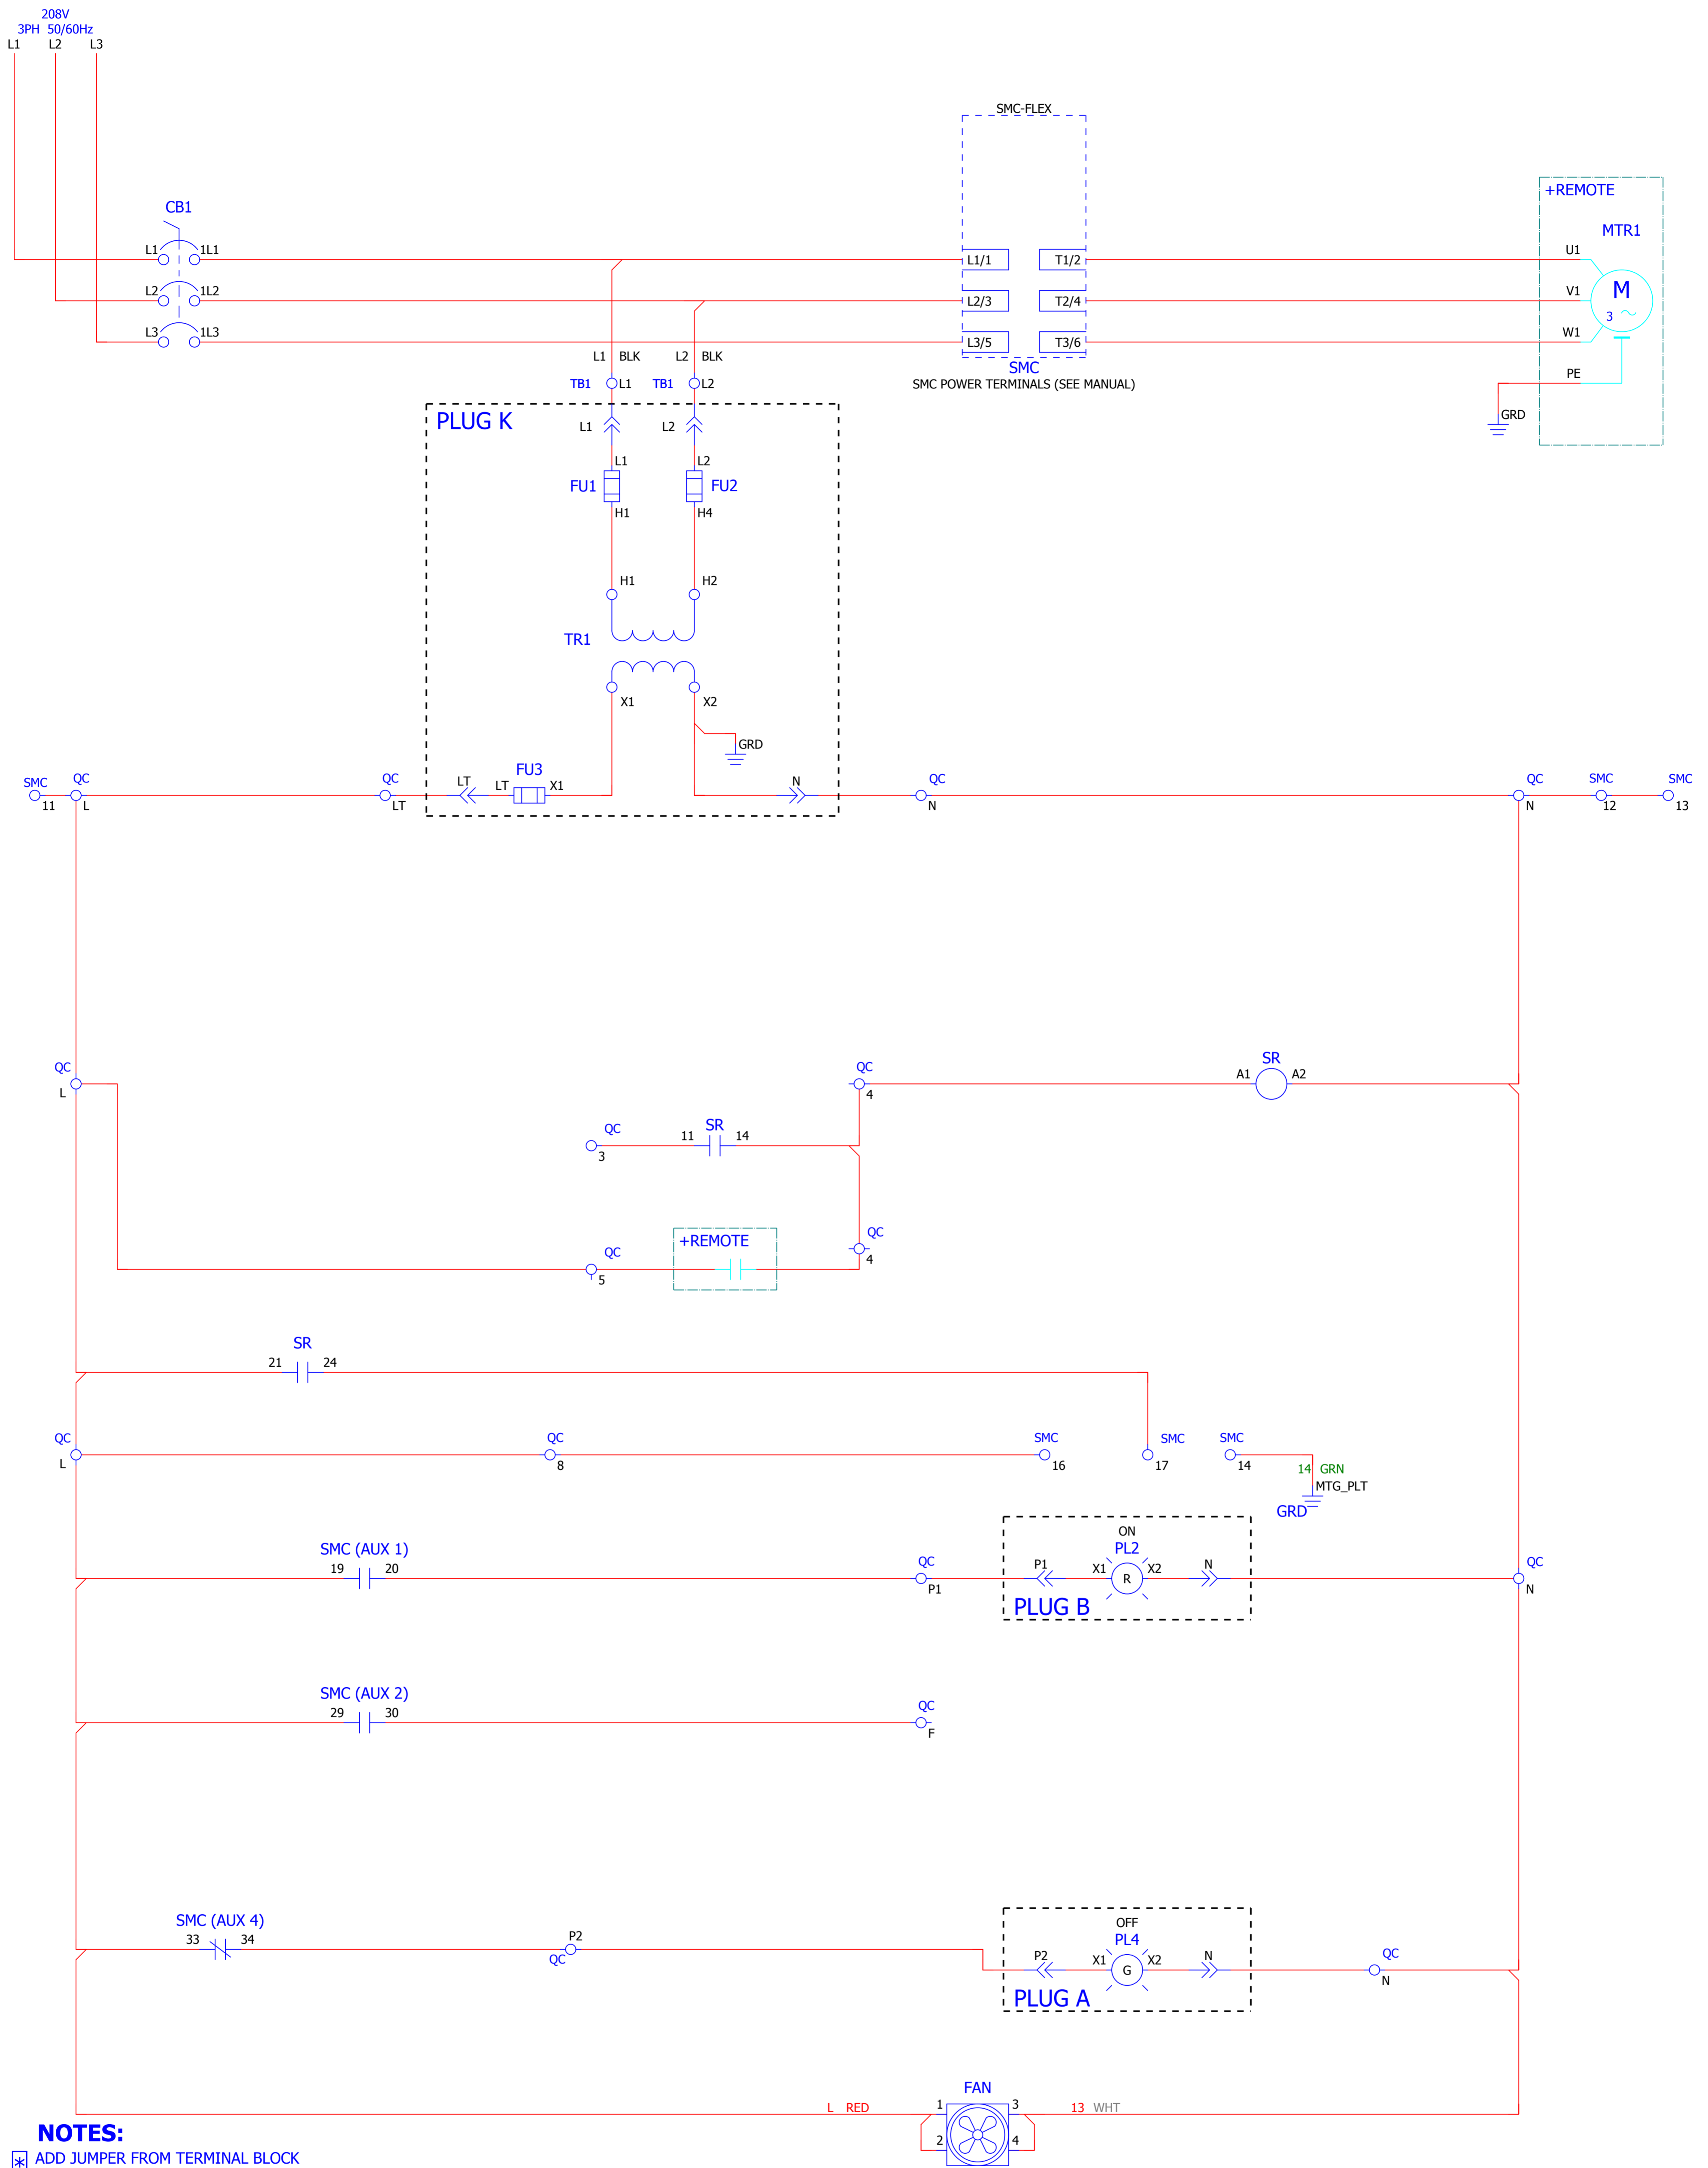 208V
3PH 50/60Hz
L1 L2 L3
SMC-FLEX
+REMOTE
CB1
MTR1
L1 1L1
L1/1 T1/2
U1
L2 1L2
L2/3 T2/4
V1
M
3
L3 1L3
L3/5 T3/6
W1
L1 BLK L2 BLK
SMC
SMC POWER TERMINALS (SEE MANUAL)
PE
TB1 L1 TB1 L2
GRD
PLUG K
L1 L2
L1 L2
FU1 FU2
H1 H4
H1 H2
TR1
X1 X2
GRD
SMC QC QC FU3 QC QC SMC SMC
LT LT X1 N
11 L LT N N 12 13
QC QC SR
A1 A2
L 4
QC SR
11 14
3
QC
+REMOTE
4
QC
5
SR
21 24
QC QC SMC SMC SMC
L 8 16 17 14
14 GRN
MTG_PLT
GRD
ON
SMC (AUX 1) PL2
19 20 QC P1 X1 X2 N QC
R
P1 N
PLUG B
SMC (AUX 2)
29 30 QC
F
SMC (AUX 4) OFF
33 34 P2 PL4
QC P2 X1 X2 N QC
G
N
PLUG A
FAN
L RED 1 3 13 WHT
2 4
NOTES:
* ADD JUMPER FROM TERMINAL BLOCK